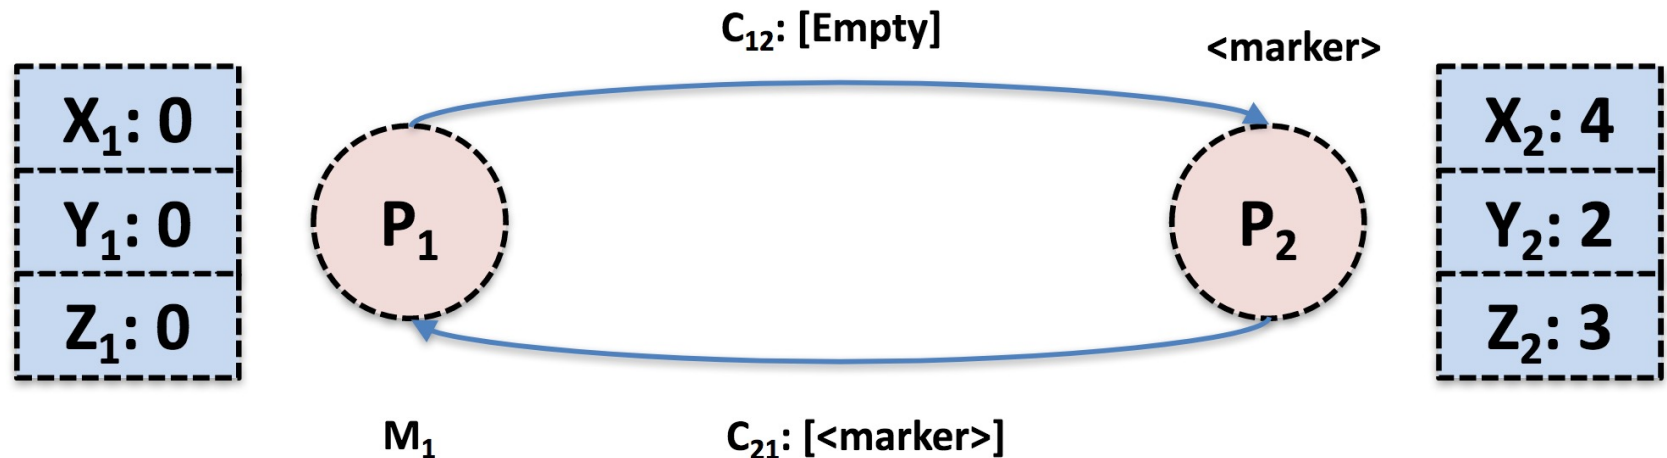 C₁₂: [Empty]
<marker>
X₁: 0
Y₁: 0
Z₁: 0
P₁
P₂
X₂: 4
Y₂: 2
Z₂: 3
M₁
C₂₁: [<marker>]